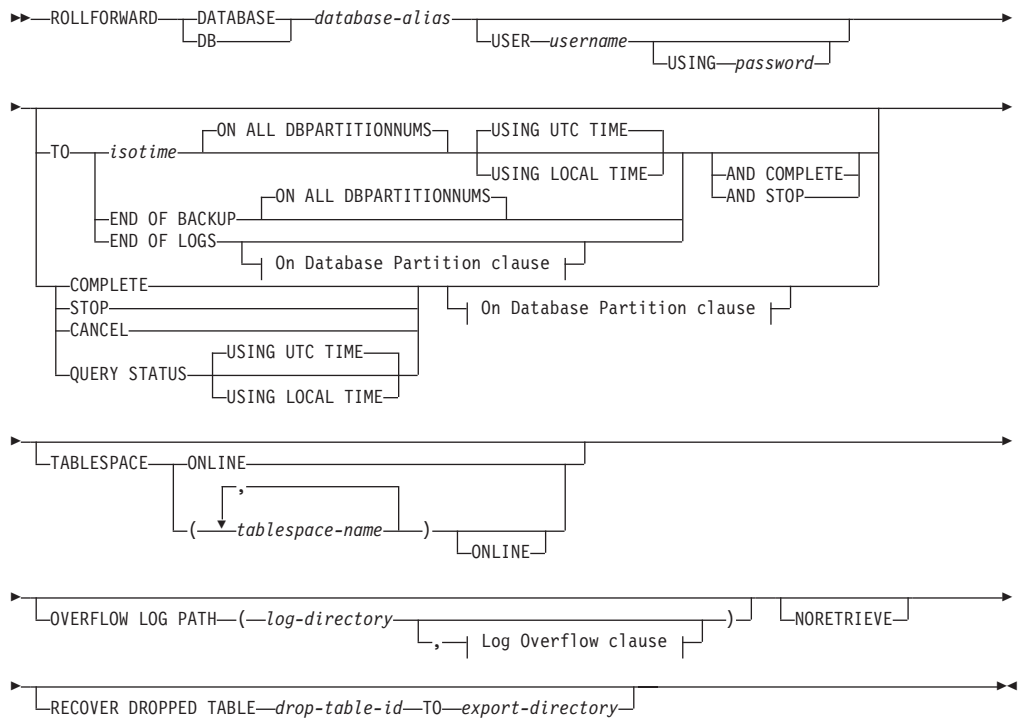 ROLLFORWARD DATABASE database-alias
DB USER username
USING password
ON ALL DBPARTITIONNUMS USING UTC TIME
TO isotime
USING LOCAL TIME AND COMPLETE
ON ALL DBPARTITIONNUMS AND STOP
END OF BACKUP
END OF LOGS
On Database Partition clause
COMPLETE
STOP On Database Partition clause
CANCEL
USING UTC TIME
QUERY STATUS
USING LOCAL TIME
TABLESPACE ONLINE
,
( tablespace-name )
ONLINE
OVERFLOW LOG PATH ( log-directory ) NORETRIEVE
, Log Overflow clause
RECOVER DROPPED TABLE drop-table-id TO export-directory